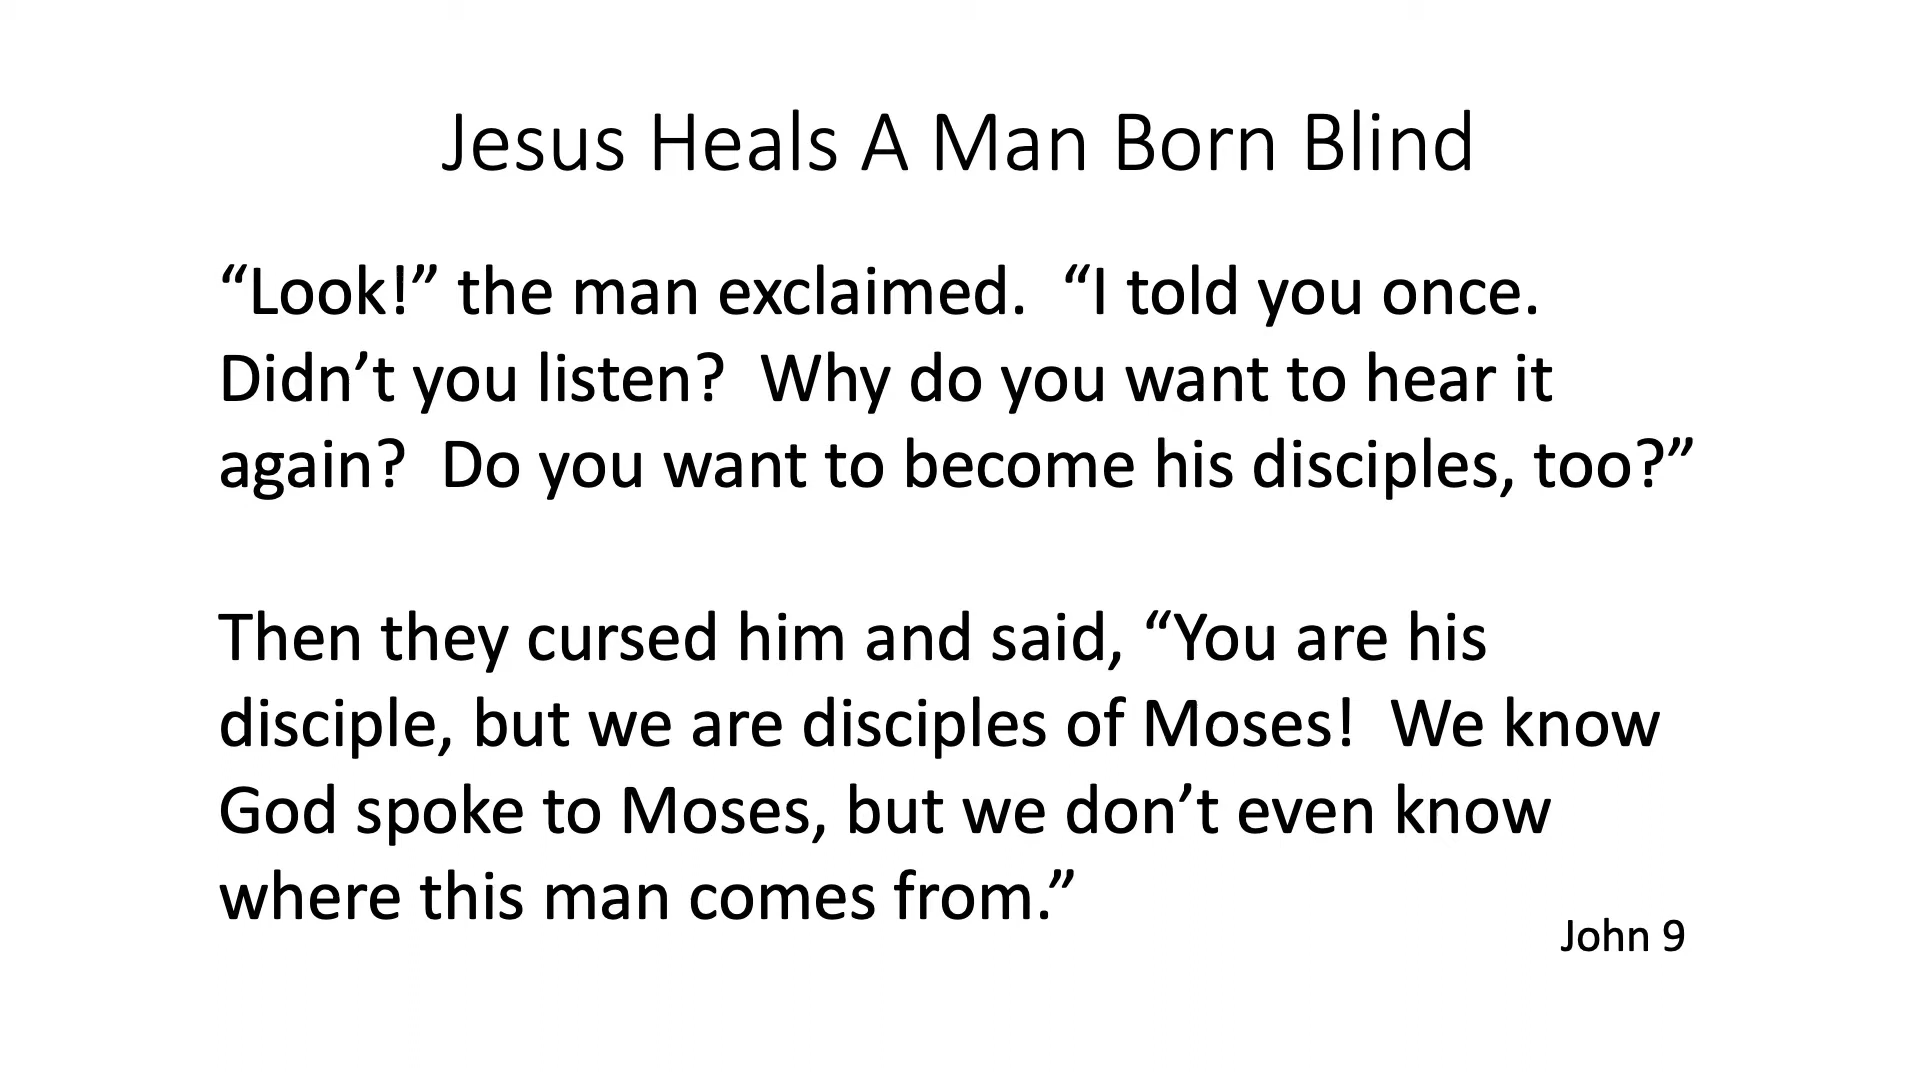 Jesus Heals A Man Born Blind
“Look!” the man exclaimed.  “I told you once.
Didn’t you listen?  Why do you want to hear it
again?  Do you want to become his disciples, too?”
Then they cursed him and said, “You are his
disciple, but we are disciples of Moses!  We know
God spoke to Moses, but we don’t even know
where this man comes from.”
John 9